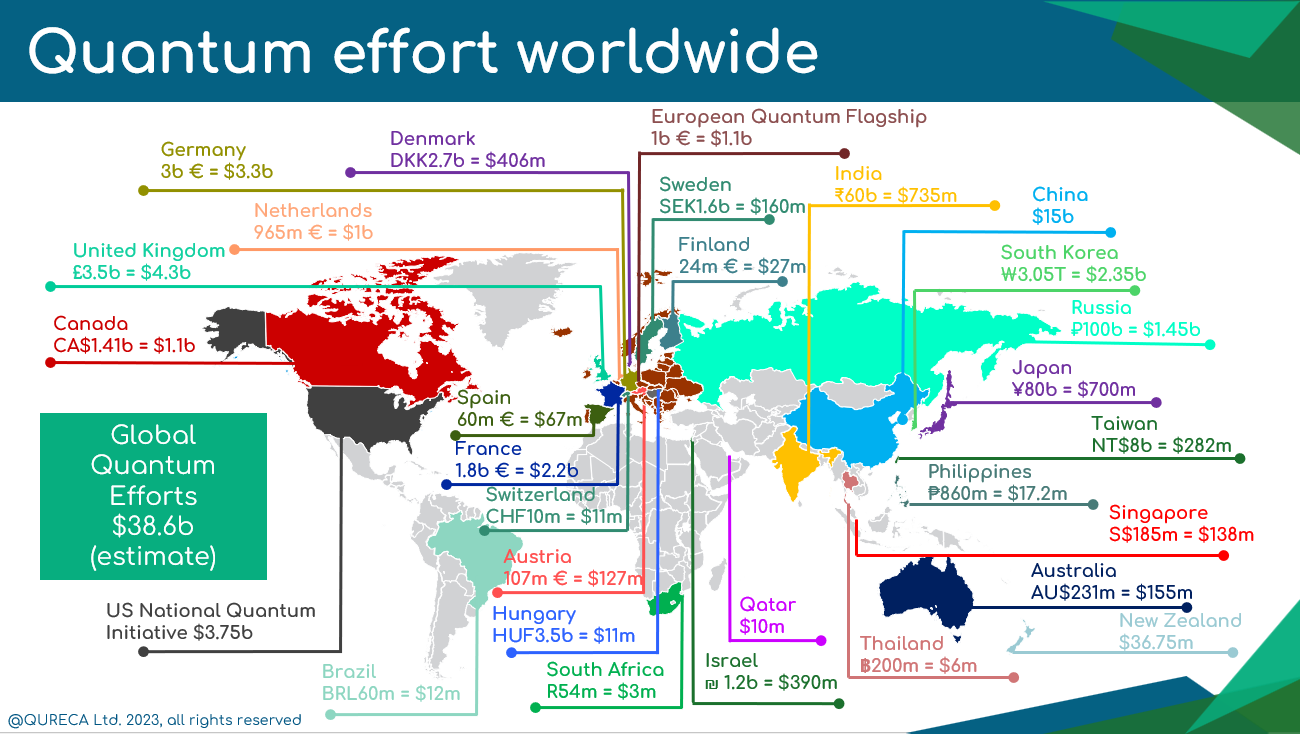 Quantum effort worldwide
European Quantum Flagship
1b € = $1.1b
Denmark
DKK2.7b = $406m
Germany
3b € = $3.3b
India
₹60b = $735m
Sweden
SEK1.6b = $160m
China
$15b
Netherlands
965m € = $1b
Finland
24m € = $27m
United Kingdom
£3.5b = $4.3b
South Korea
₩3.05T = $2.35b
Russia
₽100b = $1.45b
Canada
CA$1.41b = $1.1b
Japan
¥80b = $700m
Spain
60m € = $67m
Taiwan
NT$8b = $282m
Global
Quantum
Efforts
$38.6b
(estimate)
France
1.8b € = $2.2b
Philippines
₱860m = $17.2m
Switzerland
CHF10m = $11m
Singapore
S$185m = $138m
Austria
107m € = $127m
Australia
AU$231m = $155m
US National Quantum
Initiative $3.75b
Hungary
HUF3.5b = $11m
Qatar
$10m
New Zealand
$36.75m
Thailand
฿200m = $6m
Israel
₪ 1.2b = $390m
South Africa
R54m = $3m
Brazil
BRL60m = $12m
@QURECA Ltd. 2023, all rights reserved